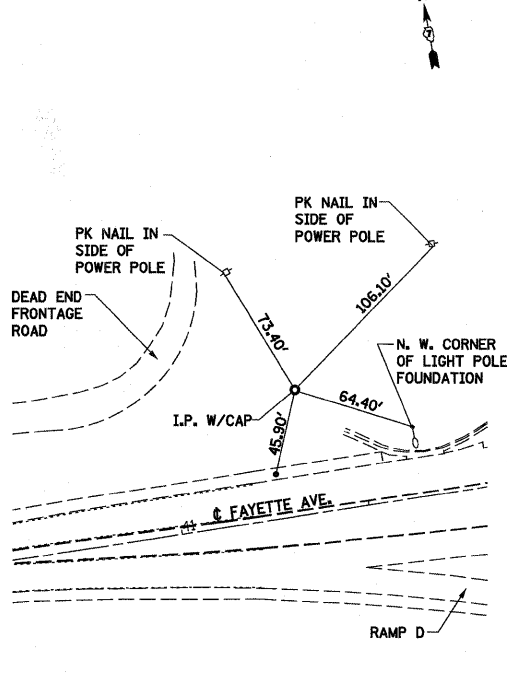 PK NAIL IN
SIDE OF
POWER POLE
PK NAIL IN
SIDE OF
POWER POLE
DEAD END
FRONTAGE
ROAD
106.10'
73.40'
N. W. CORNER
OF LIGHT POLE
FOUNDATION
64.40'
I.P. W/CAP
45.90'
℄ FAYETTE AVE.
41
RAMP D